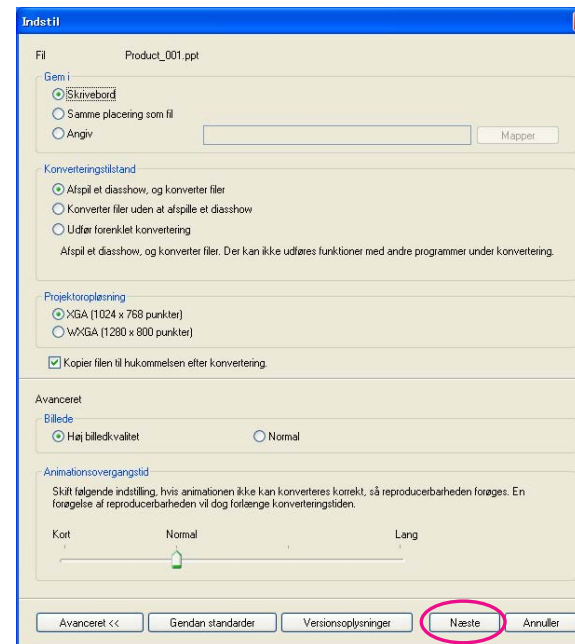 Indstil
Fil Product_001.ppt
Gem i
Skrivebord
Samme placering som fil
Angiv Mapper
Konverteringstilstand
Afspil et diasshow, og konverter filer
Konverter filer uden at afspille et diasshow
Udfør forenklet konvertering
Afspil et diasshow, og konverter filer. Der kan ikke udføres funktioner med andre programmer under konvertering.
Projektoropløsning
XGA (1024 x 768 punkter)
WXGA (1280 x 800 punkter)
Kopier filen til hukommelsen efter konvertering.
Avanceret
Billede
Høj billedkvalitet Normal
Animationsovergangstid
Skift følgende indstilling, hvis animationen ikke kan konverteres korrekt, så reproducerbarheden forøges. En
forøgelse af reproducerbarheden vil dog forlænge konverteringstiden.
Kort Normal Lang
Avanceret << Gendan standarder Versionsoplysninger Næste Annuller